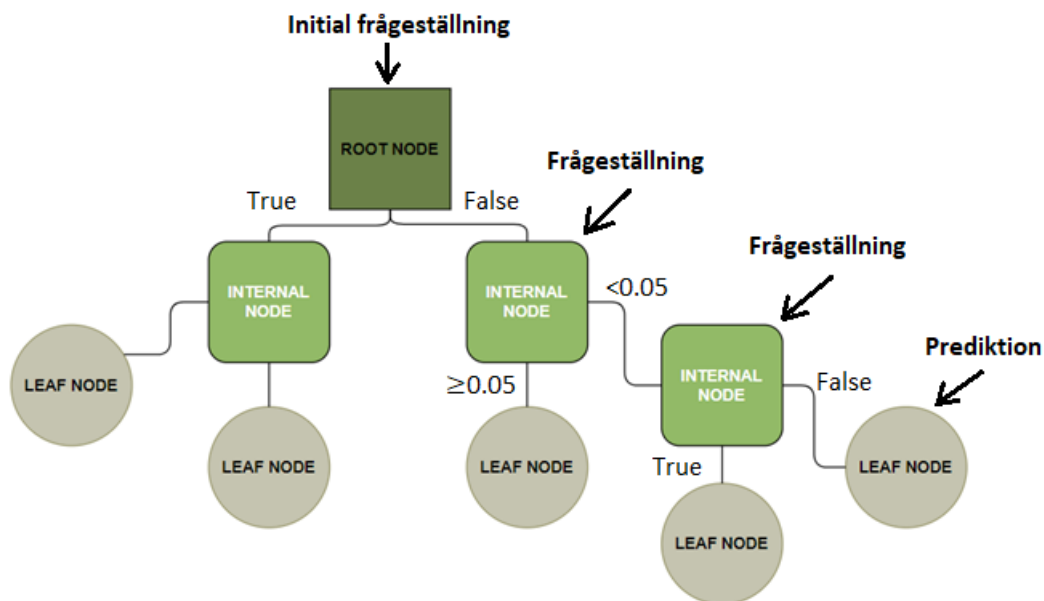 Initial frågeställning
ROOT NODE
Frågeställning
True
False
Frågeställning
INTERNAL
NODE
INTERNAL
NODE
<0.05
Prediktion
LEAF NODE
≥0.05
INTERNAL
NODE
False
LEAF NODE
LEAF NODE
True
LEAF NODE
LEAF NODE